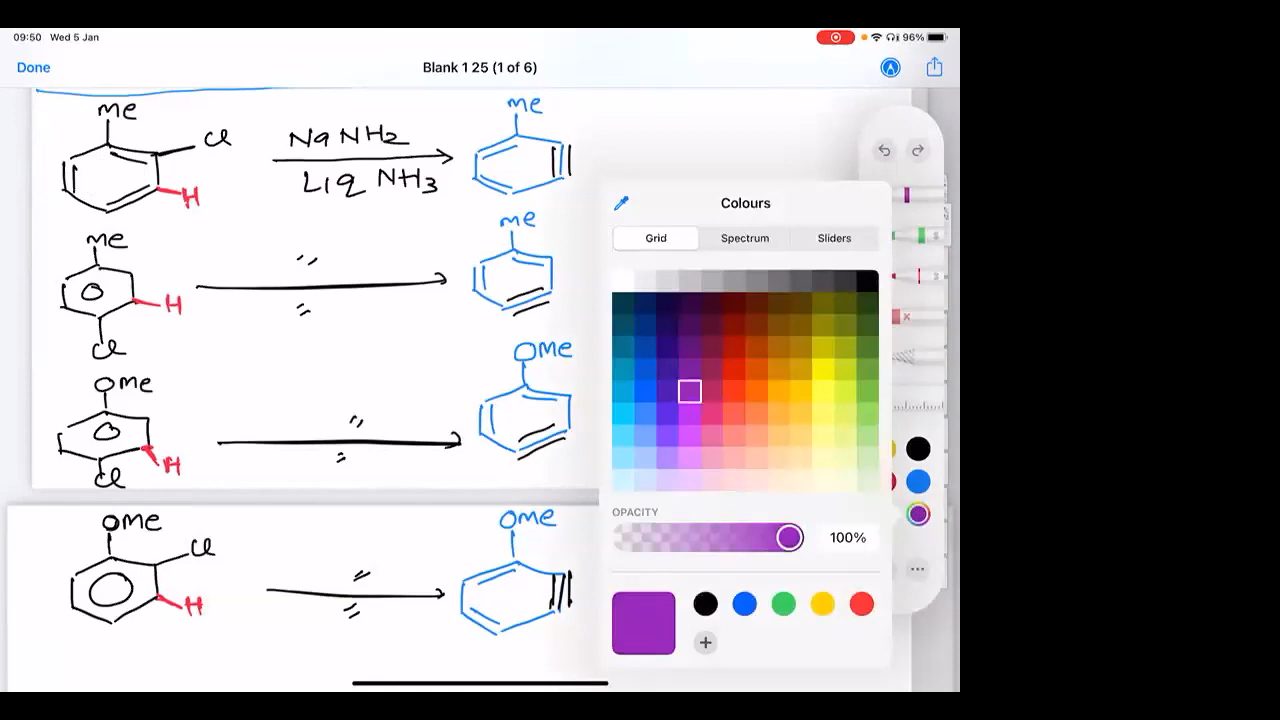 09:50 Wed 5 Jan 96%
Done Blank 1 25 (1 of 6)
me me
Cl NaNH2
H Liq NH3
me me
〃
H 〃
Cl
OMe OMe
〃
H 〃
Cl
OMe OMe
Cl 〃
H 〃
Colours
Grid Spectrum Sliders
OPACITY
100%